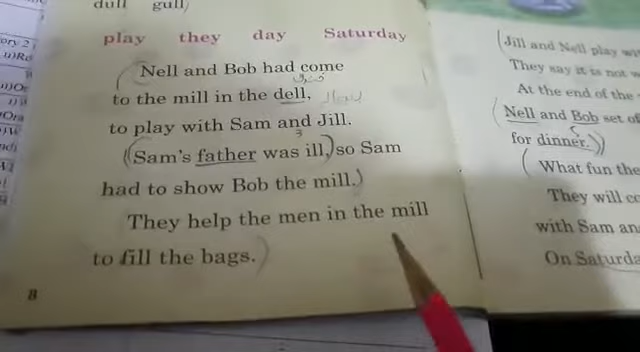 dull gull)
play they day Saturday
(Nell and Bob had come
to the mill in the dell,
to play with Sam and Jill.
3
(Sam's father was ill,) so Sam
had to show Bob the mill.)
They help the men in the mill
to fill the bags.)
8
(Jill and Nell play
They say it is not
At the end of the
(Nell and Bob set
for dinner.))
(What fun the
They will
with Sam
On